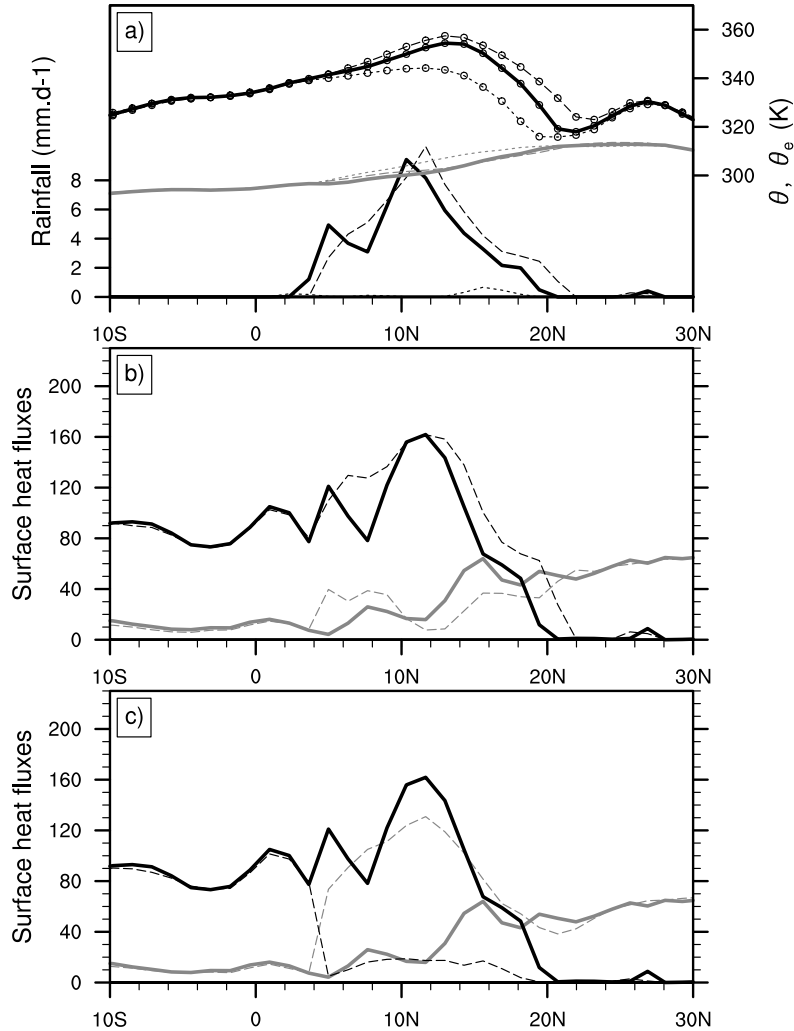 a)
Rainfall (mm.d-1)
8
6
4
2
0
360
340
320
300
θ , θe (K)
10S 0 10N 20N 30N
b)
Surface heat fluxes
200
160
120
80
40
0
10S 0 10N 20N 30N
c)
Surface heat fluxes
200
160
120
80
40
0
10S 0 10N 20N 30N